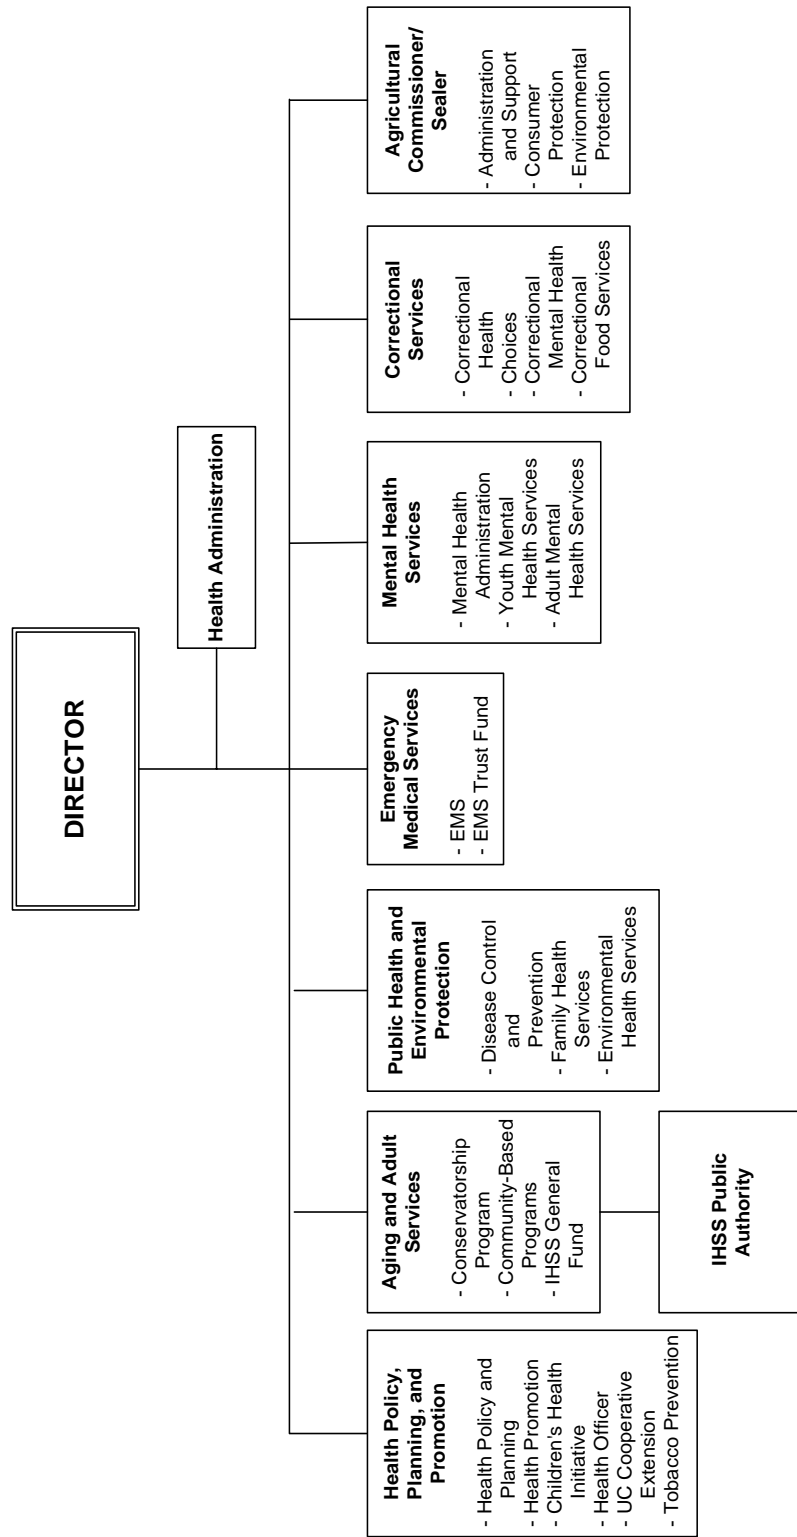 DIRECTOR
Health Administration
Health Policy,
Planning, and
Promotion
- Health Policy and
Planning
- Health Promotion
- Children's Health
Initiative
- Health Officer
- UC Cooperative
Extension
- Tobacco Prevention
Aging and Adult
Services
- Conservatorship
Program
- Community-Based
Programs
- IHSS General
Fund
IHSS Public
Authority
Public Health and
Environmental
Protection
- Disease Control
and
Prevention
- Family Health
Services
- Environmental
Health Services
Emergency
Medical Services
- EMS
- EMS Trust Fund
Mental Health
Services
- Mental Health
Administration
- Youth Mental
Health Services
- Adult Mental
Health Services
Correctional
Services
- Correctional
Health
- Choices
- Correctional
Mental Health
- Correctional
Food Services
Agricultural
Commissioner/
Sealer
- Administration
and Support
- Consumer
Protection
- Environmental
Protection